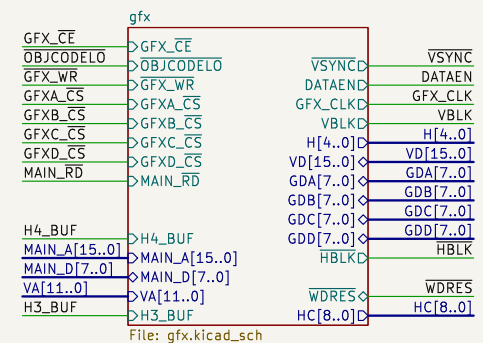 gfx
GFX_CE
OBJCODELO
GFX_WR
GFXA_CS
GFXB_CS
GFXC_CS
GFXD_CS
MAIN_RD
H4_BUF
MAIN_A[15..0]
MAIN_D[7..0]
VA[11..0]
H3_BUF
GFX_CE
OBJCODELO
GFX_WR
GFXA_CS
GFXB_CS
GFXC_CS
GFXD_CS
MAIN_RD
H4_BUF
MAIN_A[15..0]
MAIN_D[7..0]
VA[11..0]
H3_BUF
VSYNC
DATAEN
GFX_CLK
VBLK
H[4..0]
VD[15..0]
GDA[7..0]
GDB[7..0]
GDC[7..0]
GDD[7..0]
HBLK
WDRES
HC[8..0]
VSYNC
DATAEN
GFX_CLK
VBLK
H[4..0]
VD[15..0]
GDA[7..0]
GDB[7..0]
GDC[7..0]
GDD[7..0]
HBLK
WDRES
HC[8..0]
File: gfx.kicad_sch